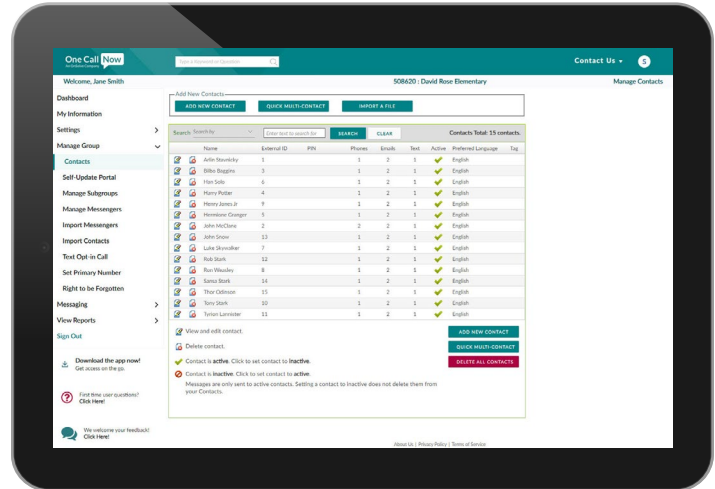 One Call Now
Contact Us
S
Welcome, Jane Smith
508620 : David Rose Elementary
Manage Contacts
Dashboard
My Information
Settings
Manage Group
Contacts
Self-Update Portal
Manage Subgroups
Manage Messengers
Import Messengers
Import Contacts
Text Opt-in Call
Set Primary Number
Right to be Forgotten
Messaging
View Reports
Sign Out
Download the app now!
Get access on the go.
First time user questions?
Click Here!
We welcome your feedback!
Click Here!
Add New Contacts
ADD NEW CONTACT QUICK MULTI-CONTACT IMPORT A FILE
Search Search by Enter text to search for SEARCH CLEAR Contacts Total: 15 contacts.
Name External ID PIN Phones Emails Text Active Preferred Language Tag
Arlin 1 1 2 1 English
Bilbo Baggins 3 1 2 1 English
Han Solo 6 1 2 1 English
Harry Potter 4 1 2 1 English
Henry Jones Jr 9 1 2 1 English
Hermione Granger 5 1 2 1 English
John McClane 2 2 2 1 English
John Snow 13 1 2 1 English
Luke Skywalker 7 1 2 1 English
Rob Stark 12 1 2 1 English
Ron Weasley 8 1 2 1 English
Sansa Stark 14 1 2 1 English
Thor Odinson 15 1 2 1 English
Tony Stark 10 1 2 1 English
Tyrion Lannister 11 1 2 1 English
View and edit contact.
Delete contact.
Contact is active. Click to set contact to inactive.
Contact is inactive. Click to set contact to active.
Messages are only sent to active contacts. Setting a contact to inactive does not delete them from
your Contacts.
ADD NEW CONTACT
QUICK MULTI-CONTACT
DELETE ALL CONTACTS
About Us | Privacy Policy | Terms of Service